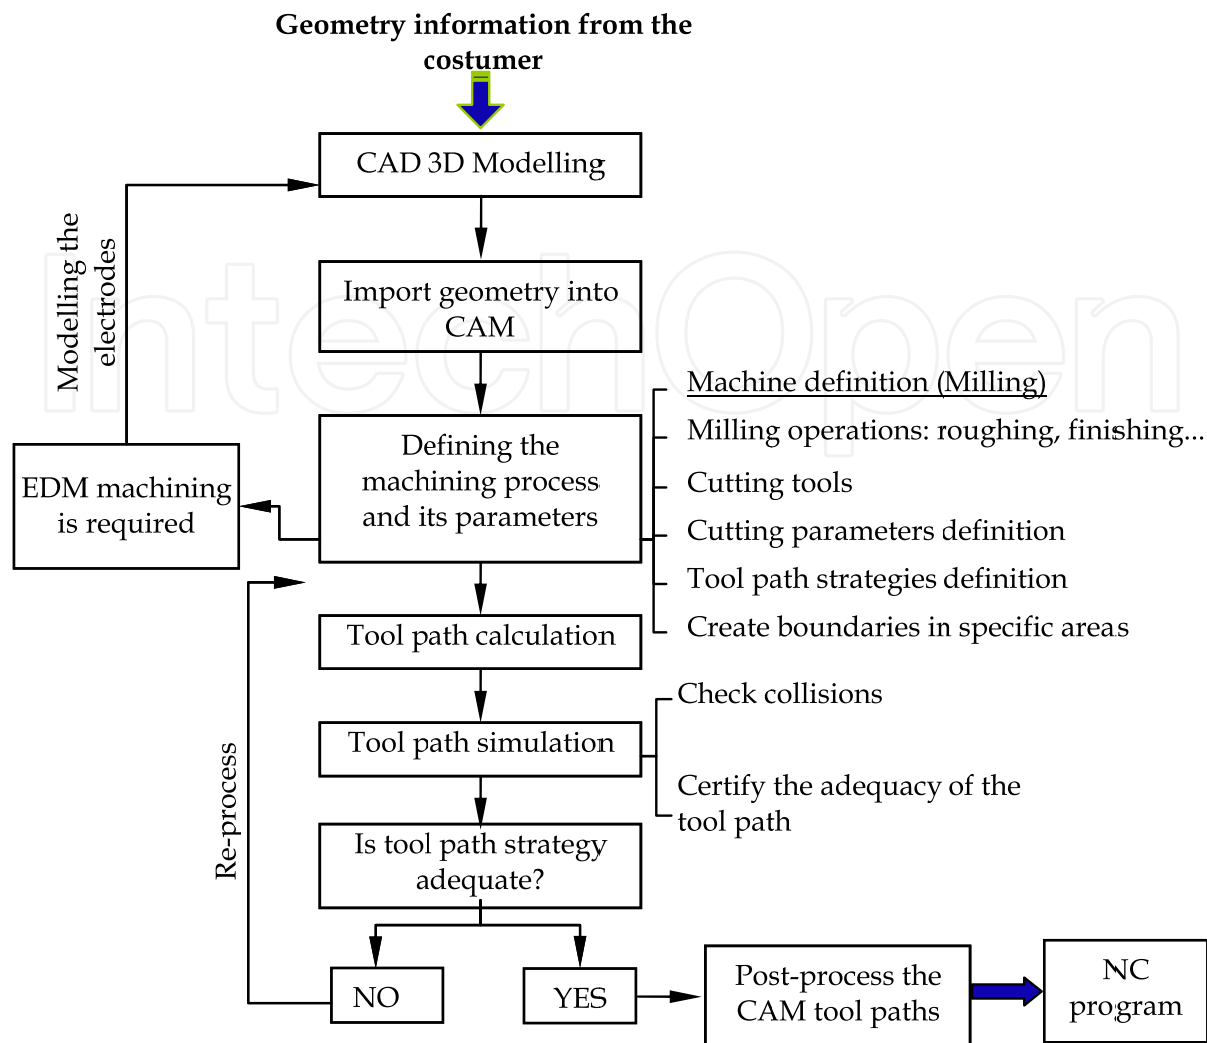 Geometry information from the
costumer
CAD 3D Modelling
Modelling the
electrodes
Import geometry into
CAM
Defining the
machining process
and its parameters
Machine definition (Milling)
Milling operations: roughing, finishing...
Cutting tools
Cutting parameters definition
Tool path strategies definition
Create boundaries in specific areas
EDM machining
is required
Tool path calculation
Tool path simulation
Check collisions
Certify the adequacy of the
tool path
Re-process
Is tool path strategy
adequate?
NO
YES
Post-process the
CAM tool paths
NC
program
IntechOpen